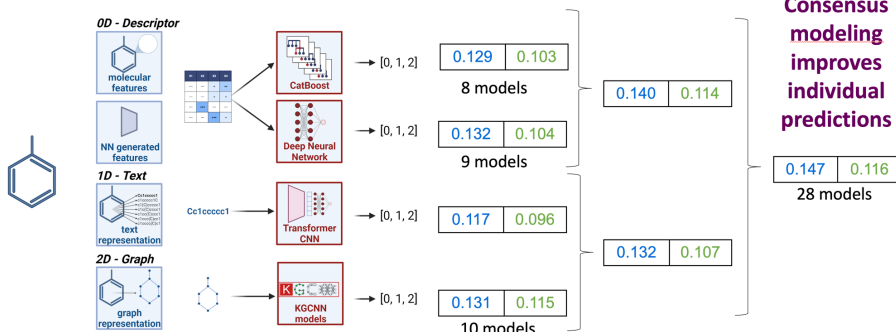 0D - Descriptor
molecular
features
NN generated
features
CatBoost
Deep Neural
Network
[0, 1, 2]
[0, 1, 2]
0.129 0.103
8 models
0.132 0.104
9 models
0.140 0.114
1D - Text
Cc1ccccc1
text
representation
Cc1ccccc1
Transformer
CNN
[0, 1, 2]
0.117 0.096
2D - Graph
graph
representation
KGCNN
KGCNN
models
[0, 1, 2]
0.131 0.115
10 models
0.132 0.107
Consensus
modeling
improves
individual
predictions
0.147 0.116
28 models